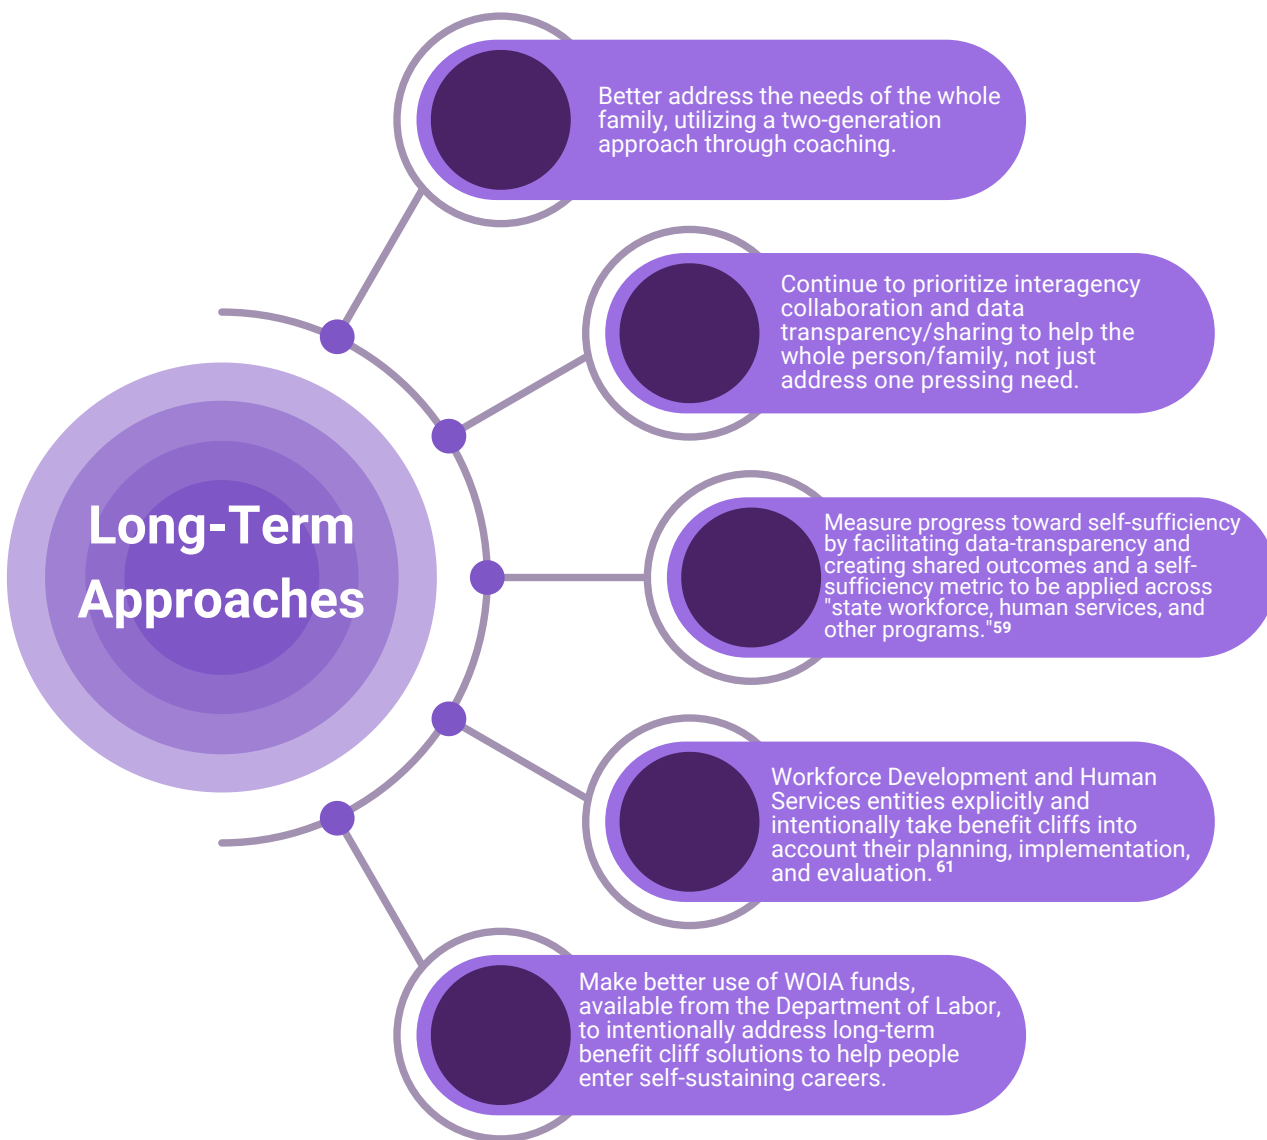 Better address the needs of the whole
family, utilizing a two-generation
approach through coaching.
Continue to prioritize interagency
collaboration and data
transparency/sharing to help the
whole person/family, not just
address one pressing need.
Long-Term
Approaches
Measure progress toward self-sufficiency
by facilitating data-transparency and
creating shared outcomes and a self-
sufficiency metric to be applied across
"state workforce, human services, and
other programs."59
Workforce Development and Human
Services entities explicitly and
intentionally take benefit cliffs into
account their planning, implementation,
and evaluation. 61
Make better use of WOIA funds,
available from the Department of Labor,
to intentionally address long-term
benefit cliff solutions to help people
enter self-sustaining careers.